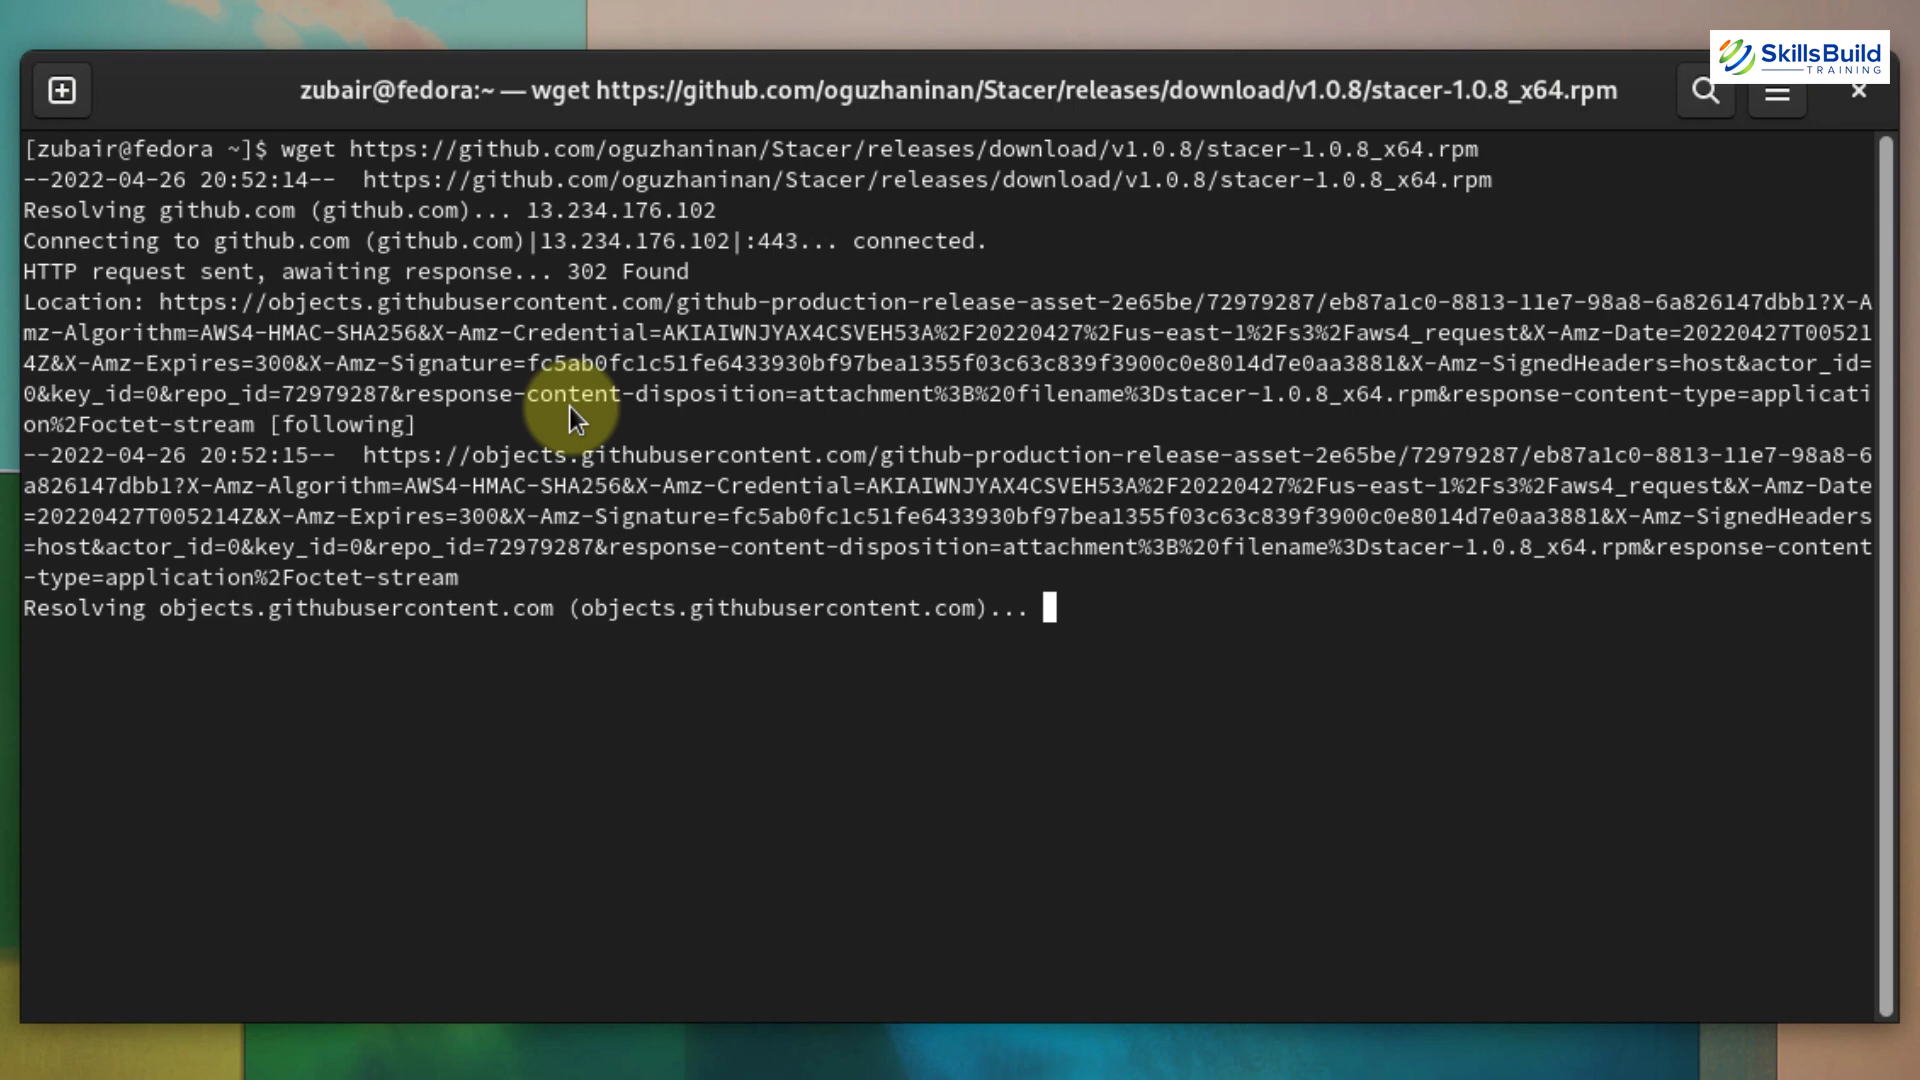 SkillsBuild
TRAINING
zubair@fedora:~ — wget https://github.com/oguzhaninan/Stacer/releases/download/v1.0.8/stacer-1.0.8_x64.rpm
[zubair@fedora ~]$ wget https://github.com/oguzhaninan/Stacer/releases/download/v1.0.8/stacer-1.0.8_x64.rpm
--2022-04-26 20:52:14--  https://github.com/oguzhaninan/Stacer/releases/download/v1.0.8/stacer-1.0.8_x64.rpm
Resolving github.com (github.com)... 13.234.176.102
Connecting to github.com (github.com)|13.234.176.102|:443... connected.
HTTP request sent, awaiting response... 302 Found
Location: https://objects.githubusercontent.com/github-production-release-asset-2e65be/72979287/eb87a1c0-8813-11e7-98a8-6a826147dbb1?X-A
mz-Algorithm=AWS4-HMAC-SHA256&X-Amz-Credential=AKIAIWNJYAX4CSVEH53A%2F20220427%2Fus-east-1%2Fs3%2Faws4_request&X-Amz-Date=20220427T00521
4Z&X-Amz-Expires=300&X-Amz-Signature=fc5ab0fc1c51fe6433930bf97bea1355f03c63c839f3900c0e8014d7e0aa3881&X-Amz-SignedHeaders=host&actor_id=
0&key_id=0&repo_id=72979287&response-content-disposition=attachment%3B%20filename%3Dstacer-1.0.8_x64.rpm&response-content-type=applicati
on%2Foctet-stream [following]
--2022-04-26 20:52:15--  https://objects.githubusercontent.com/github-production-release-asset-2e65be/72979287/eb87a1c0-8813-11e7-98a8-6
a826147dbb1?X-Amz-Algorithm=AWS4-HMAC-SHA256&X-Amz-Credential=AKIAIWNJYAX4CSVEH53A%2F20220427%2Fus-east-1%2Fs3%2Faws4_request&X-Amz-Date
=20220427T005214Z&X-Amz-Expires=300&X-Amz-Signature=fc5ab0fc1c51fe6433930bf97bea1355f03c63c839f3900c0e8014d7e0aa3881&X-Amz-SignedHeaders
=host&actor_id=0&key_id=0&repo_id=72979287&response-content-disposition=attachment%3B%20filename%3Dstacer-1.0.8_x64.rpm&response-content
-type=application%2Foctet-stream
Resolving objects.githubusercontent.com (objects.githubusercontent.com)...